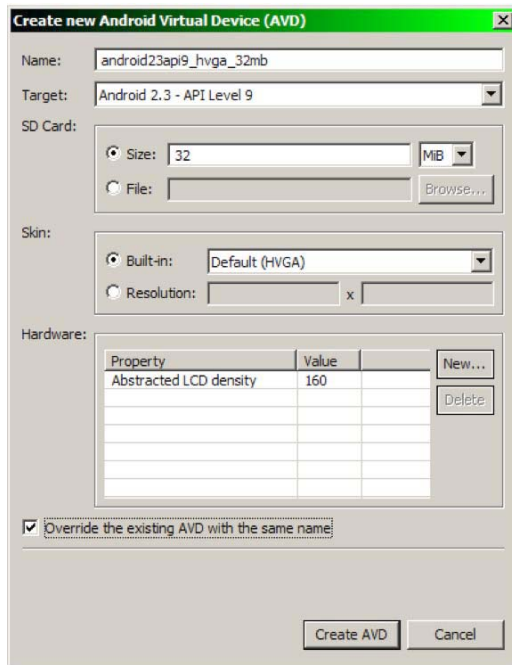 Create new Android Virtual Device (AVD)
Name: android23api9_hvga_32mb
Target: Android 2.3 - API Level 9
SD Card:
Size: 32 MiB
File: Browse...
Skin:
Built-in: Default (HVGA)
Resolution: x
Hardware:
Property Value New...
Abstracted LCD density 160
Delete
Override the existing AVD with the same name
Create AVD Cancel